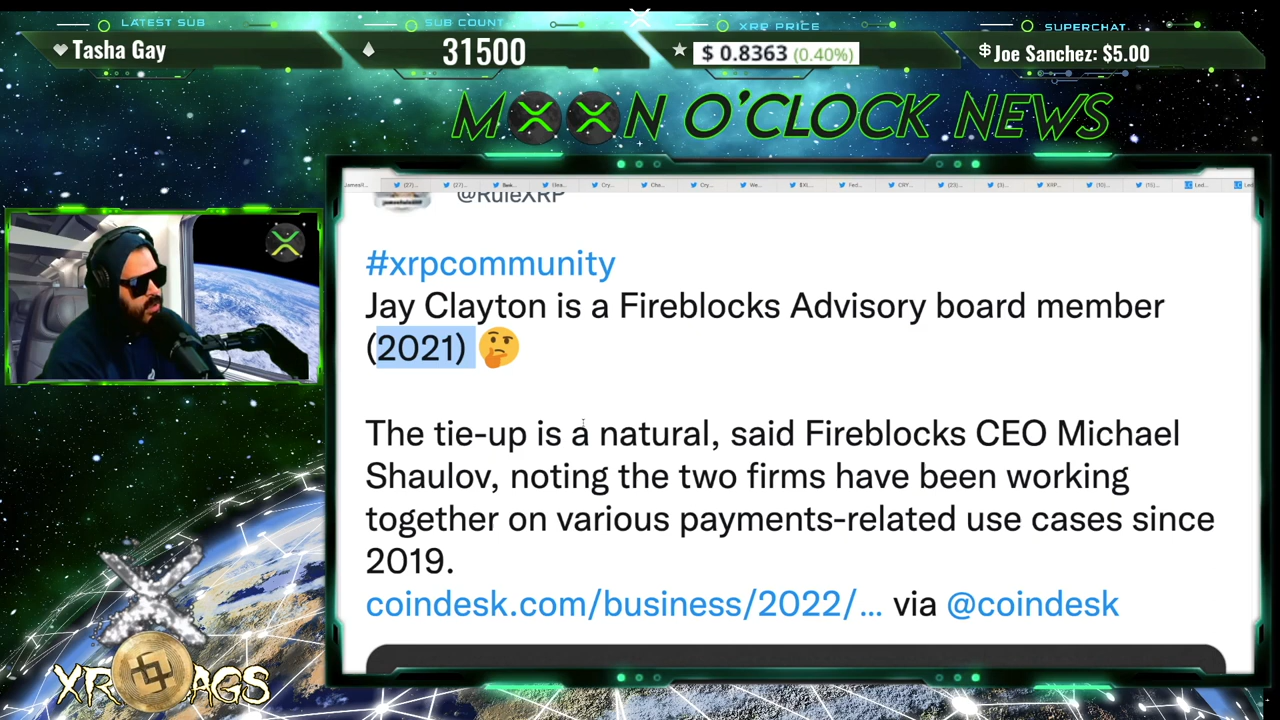 LATEST SUB
Tasha Gay
SUB COUNT
31500
XRP PRICE
$ 0.8363 (0.40%)
SUPERCHAT
Joe Sanchez: $5.00
MOON O'CLOCK NEWS
@RuleXRP
#xrpcommunity
Jay Clayton is a Fireblocks Advisory board member
(2021) 🤔
The tie-up is a natural, said Fireblocks CEO Michael
Shaulov, noting the two firms have been working
together on various payments-related use cases since
2019.
coindesk.com/business/2022/... via @coindesk
XR BAGS